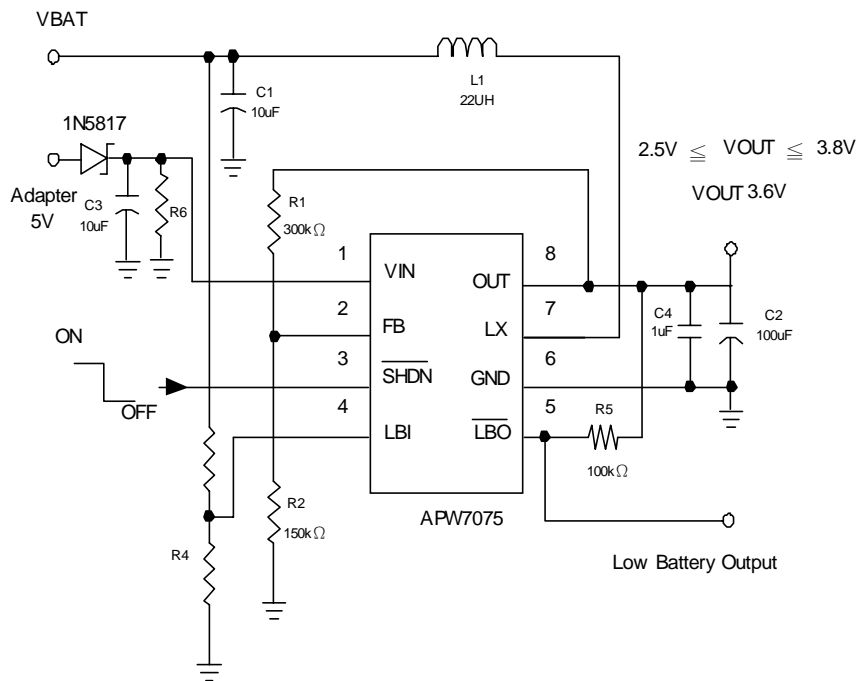 VBAT
L1
22UH
C1
10uF
1N5817
Adapter
5V
C3
10uF
R6
R1
300kΩ
2.5V ≦ VOUT ≦ 3.8V
VOUT 3.6V
1
VIN
2
FB
3
SHDN
4
LBI
8
OUT
7
LX
6
GND
5
LBO
C4
1uF
C2
100uF
ON
OFF
R5
100kΩ
R2
150kΩ
R4
APW7075
Low Battery Output